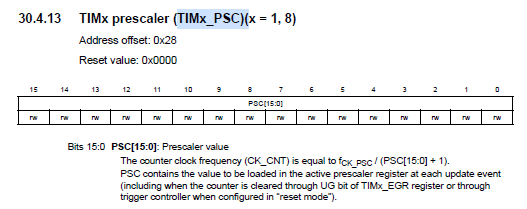 30.4.13 TIMx prescaler (TIMx_PSC)(x = 1, 8)
Address offset: 0x28
Reset value: 0x0000
15 14 13 12 11 10 9 8 7 6 5 4 3 2 1 0
PSC[15:0]
rw rw rw rw rw rw rw rw rw rw rw rw rw rw rw rw
Bits 15:0 PSC[15:0]: Prescaler value
The counter clock frequency (CK_CNT) is equal to fCK_PSC / (PSC[15:0] + 1).
PSC contains the value to be loaded in the active prescaler register at each update event
(including when the counter is cleared through UG bit of TIMx_EGR register or through
trigger controller when configured in "reset mode").